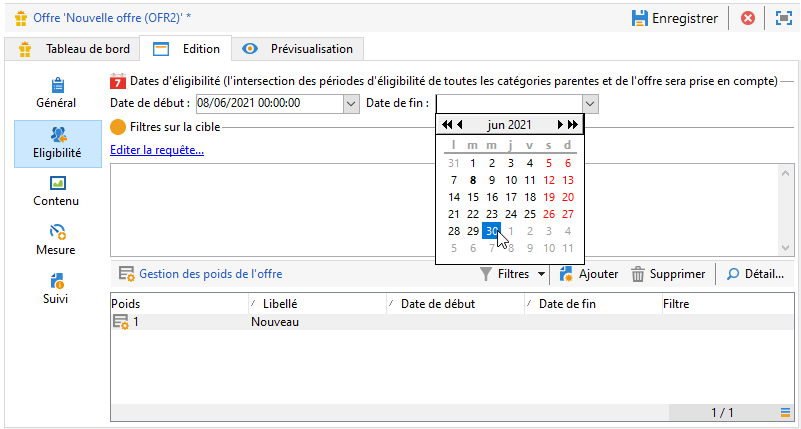 Offre 'Nouvelle offre (OFR2)' *
Enregistrer
Tableau de bord
Edition
Prévisualisation
Général
Eligibilité
Contenu
Mesure
Suivi
7 Dates d'éligibilité (l'intersection des périodes d'éligibilité de toutes les catégories parentes et de l'offre sera prise en compte)
Date de début : 08/06/2021 00:00:00 Date de fin :
Filtres sur la cible
Editer la requête...
jun 2021
l m m j v s d
31 1 2 3 4 5 6
7 8 9 10 11 12 13
14 15 16 17 18 19 20
21 22 23 24 25 26 27
28 29 30 1 2 3 4
5 6 7 8 9 10 11
Gestion des poids de l'offre
Filtres Ajouter Supprimer Détail...
Poids Libellé Date de début Date de fin Filtre
1 Nouveau
1 / 1